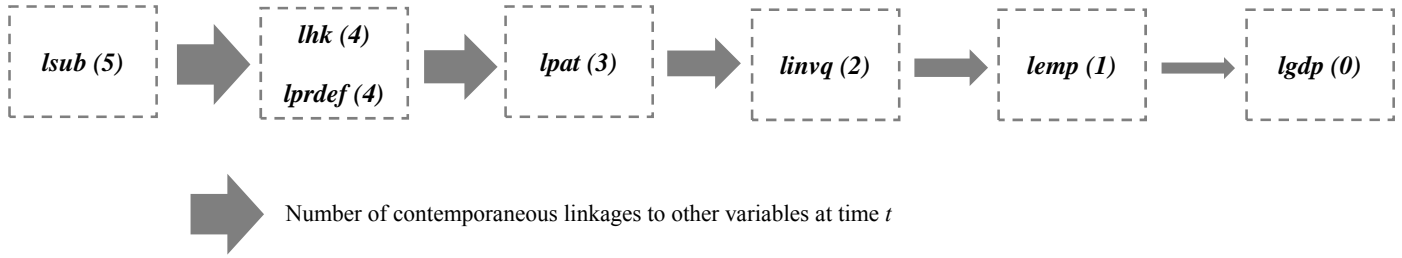 lsub (5)
lhk (4)
lprdef (4)
lpat (3)
linvq (2)
lemp (1)
lgdp (0)
Number of contemporaneous linkages to other variables at time t